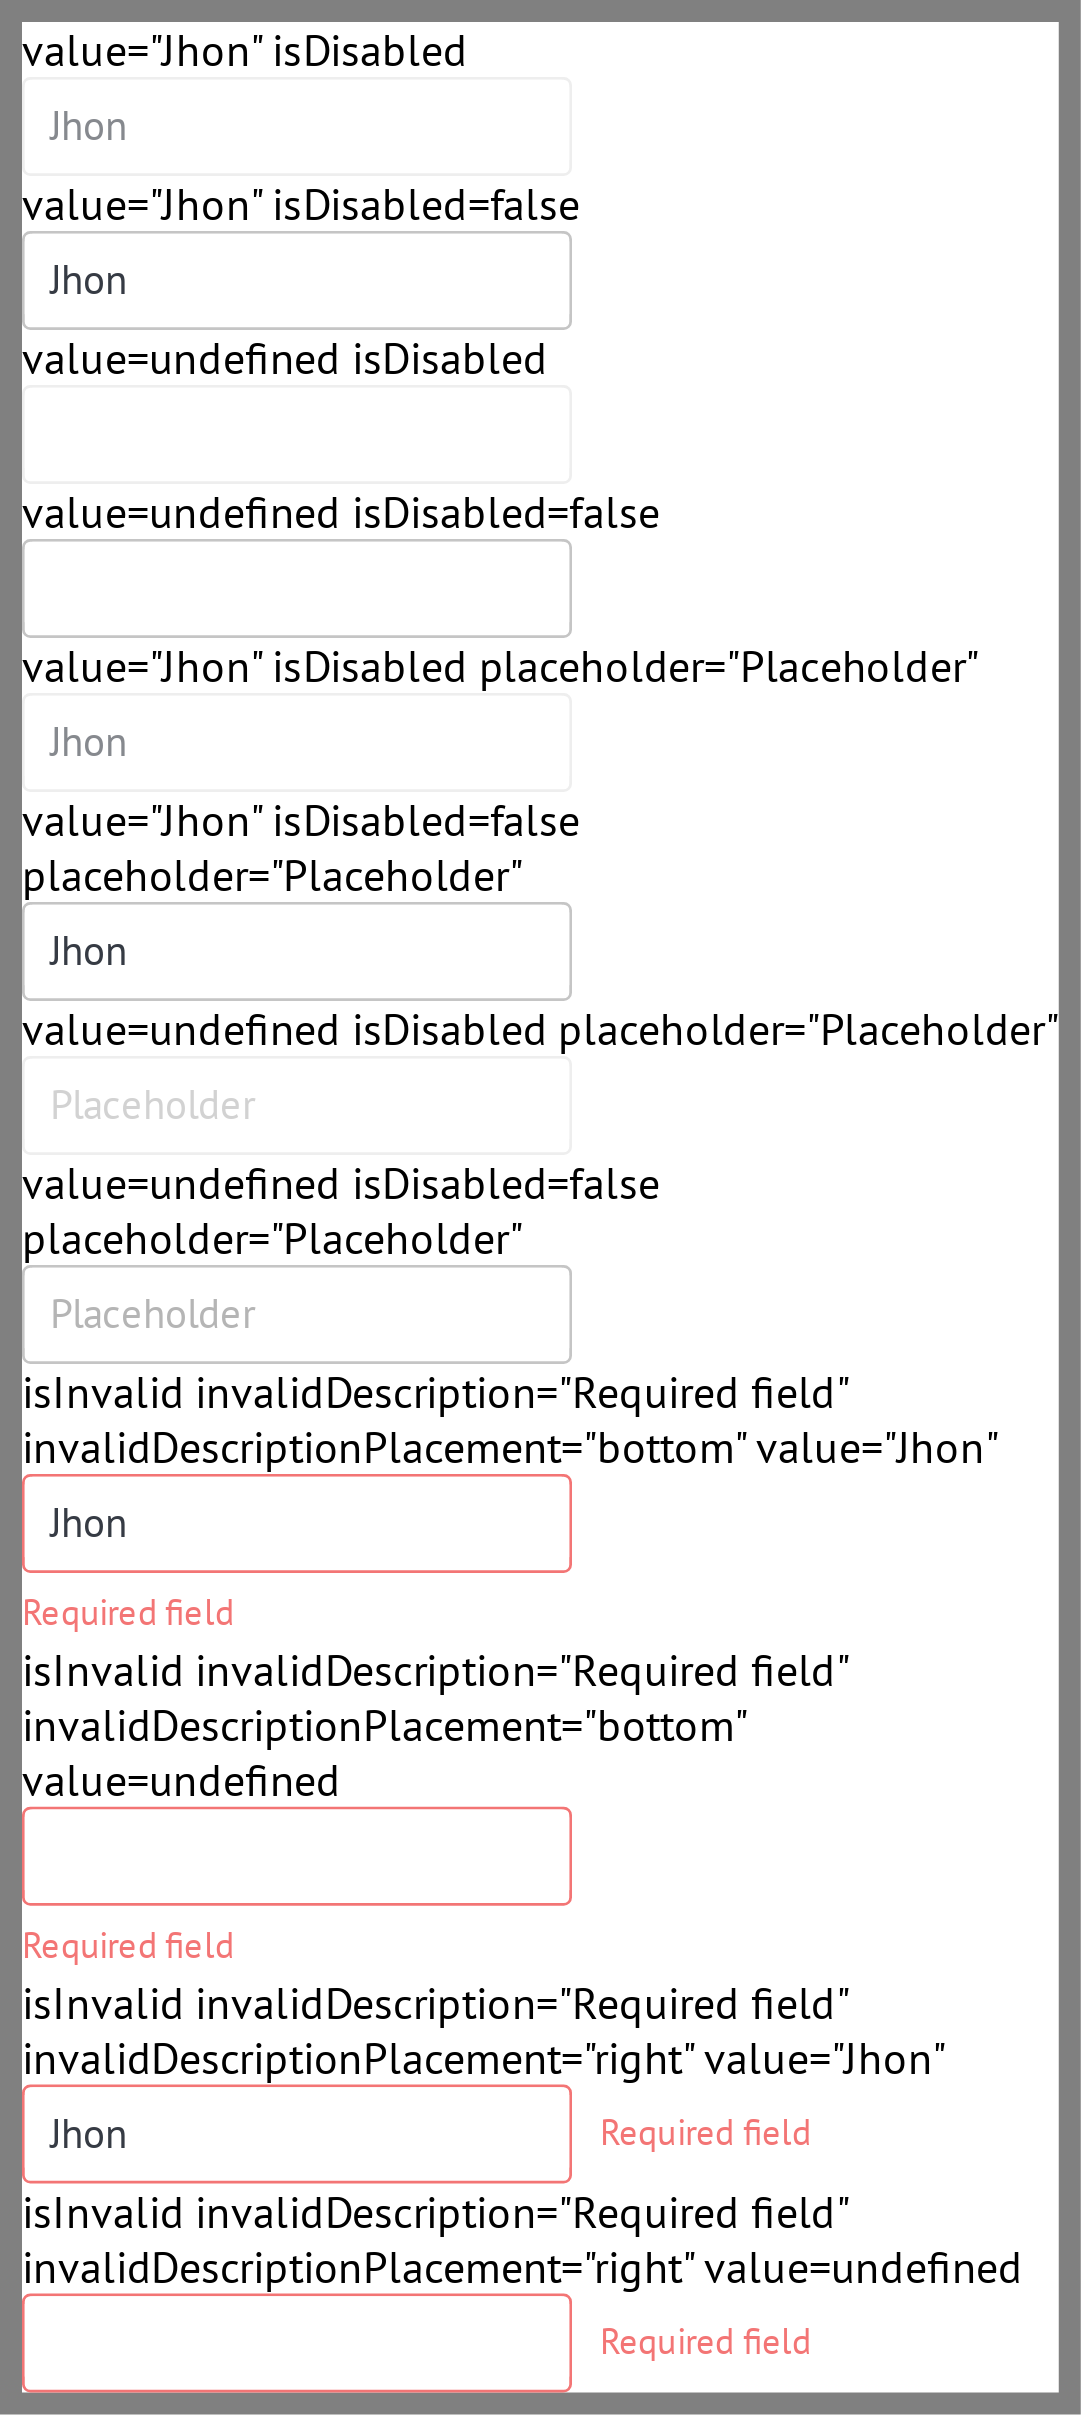 value="Jhon" isDisabled
Jhon
value="Jhon" isDisabled=false
Jhon
value=undefined isDisabled
value=undefined isDisabled=false
value="Jhon" isDisabled placeholder="Placeholder"
Jhon
value="Jhon" isDisabled=false
placeholder="Placeholder"
Jhon
value=undefined isDisabled placeholder="Placeholder"
Placeholder
value=undefined isDisabled=false
placeholder="Placeholder"
Placeholder
isInvalid invalidDescription="Required field"
invalidDescriptionPlacement="bottom" value="Jhon"
Jhon
Required field
isInvalid invalidDescription="Required field"
invalidDescriptionPlacement="bottom"
value=undefined
Required field
isInvalid invalidDescription="Required field"
invalidDescriptionPlacement="right" value="Jhon"
Jhon Required field
isInvalid invalidDescription="Required field"
invalidDescriptionPlacement="right" value=undefined
Required field